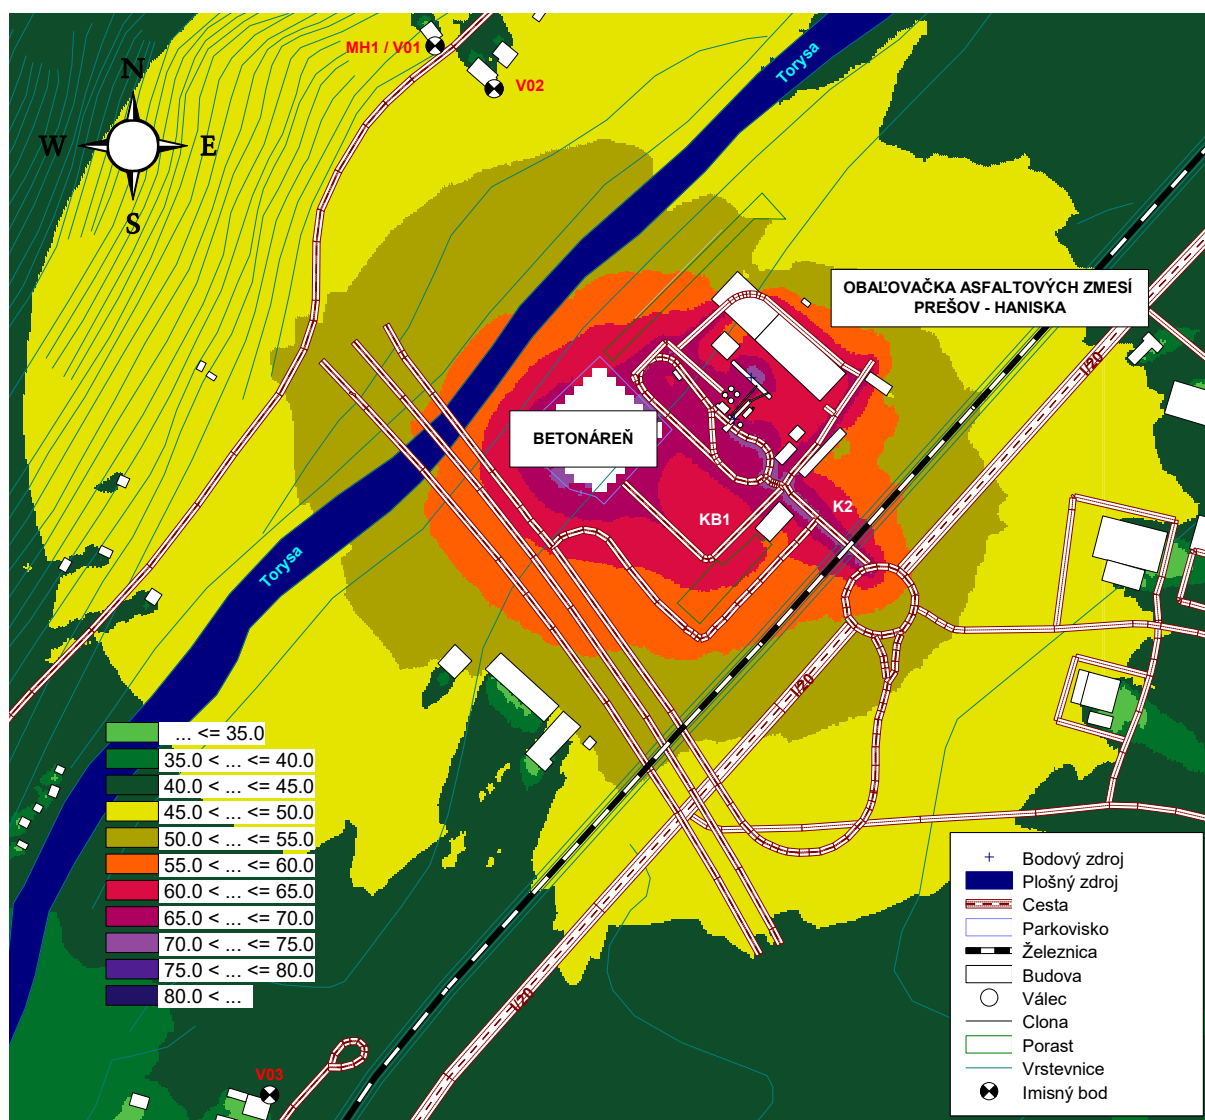 MH1 / V01
V02
Torysa
N
W
E
S
OBAĽOVAČKA ASFALTOVÝCH ZMESÍ
PREŠOV - HANISKA
I/20
BETONÁREŇ
KB1
K2
Torysa
I/20
... <= 35.0
35.0 < ... <= 40.0
40.0 < ... <= 45.0
45.0 < ... <= 50.0
50.0 < ... <= 55.0
55.0 < ... <= 60.0
60.0 < ... <= 65.0
65.0 < ... <= 70.0
70.0 < ... <= 75.0
75.0 < ... <= 80.0
80.0 < ...
I/20
V03
Bodový zdroj
Plošný zdroj
Cesta
Parkovisko
Železnica
Budova
Válec
Clona
Porast
Vrstevnice
Imisný bod